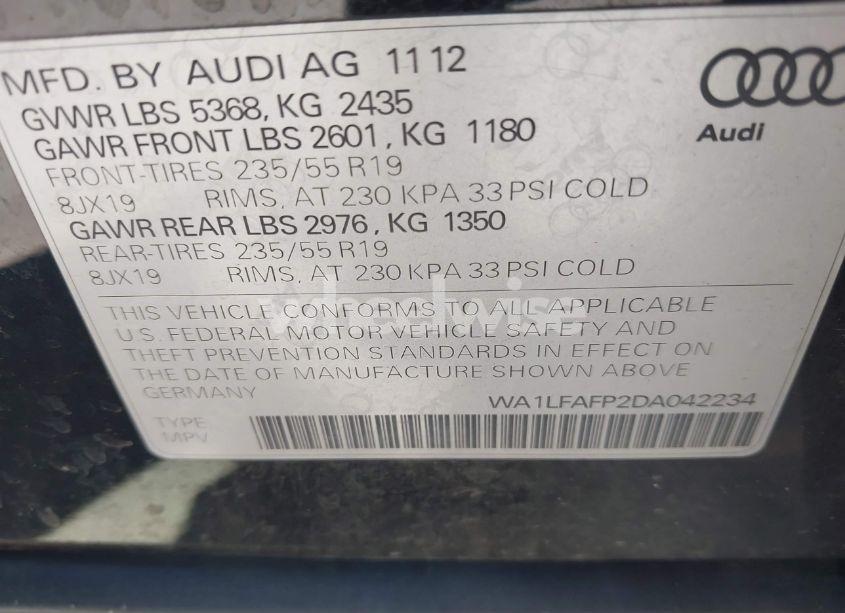 MFD. BY AUDI AG 11 12
GVWR LBS 5368, KG 2435
GAWR FRONT LBS 2601, KG 1180
FRONT-TIRES 235/55 R19
8JX19 RIMS, AT 230 KPA 33 PSI COLD
GAWR REAR LBS 2976, KG 1350
REAR-TIRES 235/55 R19
8JX19 RIMS, AT 230 KPA 33 PSI COLD
Audi
THIS VEHICLE CONFORMS TO ALL APPLICABLE
U.S. FEDERAL MOTOR VEHICLE SAFETY AND
THEFT PREVENTION STANDARDS IN EFFECT ON
THE DATE OF MANUFACTURE SHOWN ABOVE
GERMANY WA1LFAFP2DA042234
TYPE
MPV